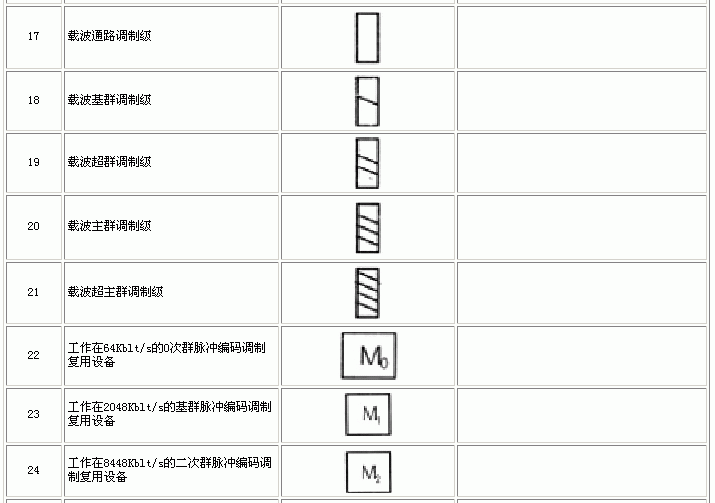 17
载波通路调制级
18
载波基群调制级
19
载波超群调制级
20
载波主群调制级
21
载波超主群调制级
22
工作在64Kblt/s的0次群脉冲编码调制
复用设备
M0
23
工作在2048Kblt/s的基群脉冲编码调制
复用设备
M1
24
工作在8448Kblt/s的二次群脉冲编码调
制复用设备
M2